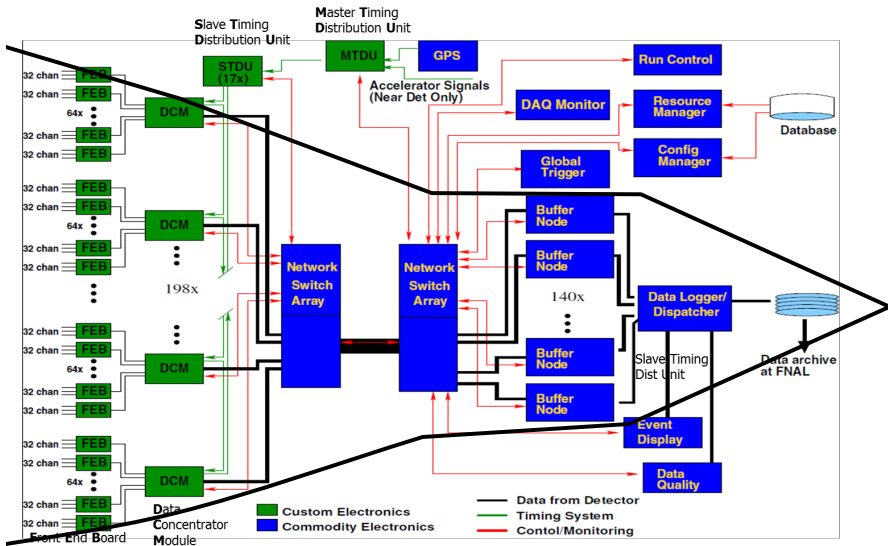 Slave Timing
Distribution Unit
Master Timing
Distribution Unit
STDU
(17x)
MTDU
GPS
Accelerator Signals
(Near Det Only)
Run Control
DAQ Monitor
Resource
Manager
Database
Config
Manager
Global
Trigger
32 chan
FEB
32 chan
FEB
64x
32 chan
FEB
32 chan
FEB
DCM
32 chan
FEB
32 chan
FEB
64x
32 chan
FEB
32 chan
FEB
DCM
198x
32 chan
FEB
32 chan
FEB
64x
32 chan
FEB
32 chan
FEB
DCM
32 chan
FEB
32 chan
FEB
64x
32 chan
FEB
32 chan
FEB
DCM
Network
Switch
Array
Network
Switch
Array
Buffer
Node
Buffer
Node
140x
Buffer
Node
Buffer
Node
Data Logger/
Dispatcher
Slave Timing
Dist Unit
Data archive
at FNAL
Event
Display
Data
Quality
Front End Board
Data
Concentrator
Module
Custom Electronics
Commodity Electronics
Data from Detector
Timing System
Contol/Monitoring